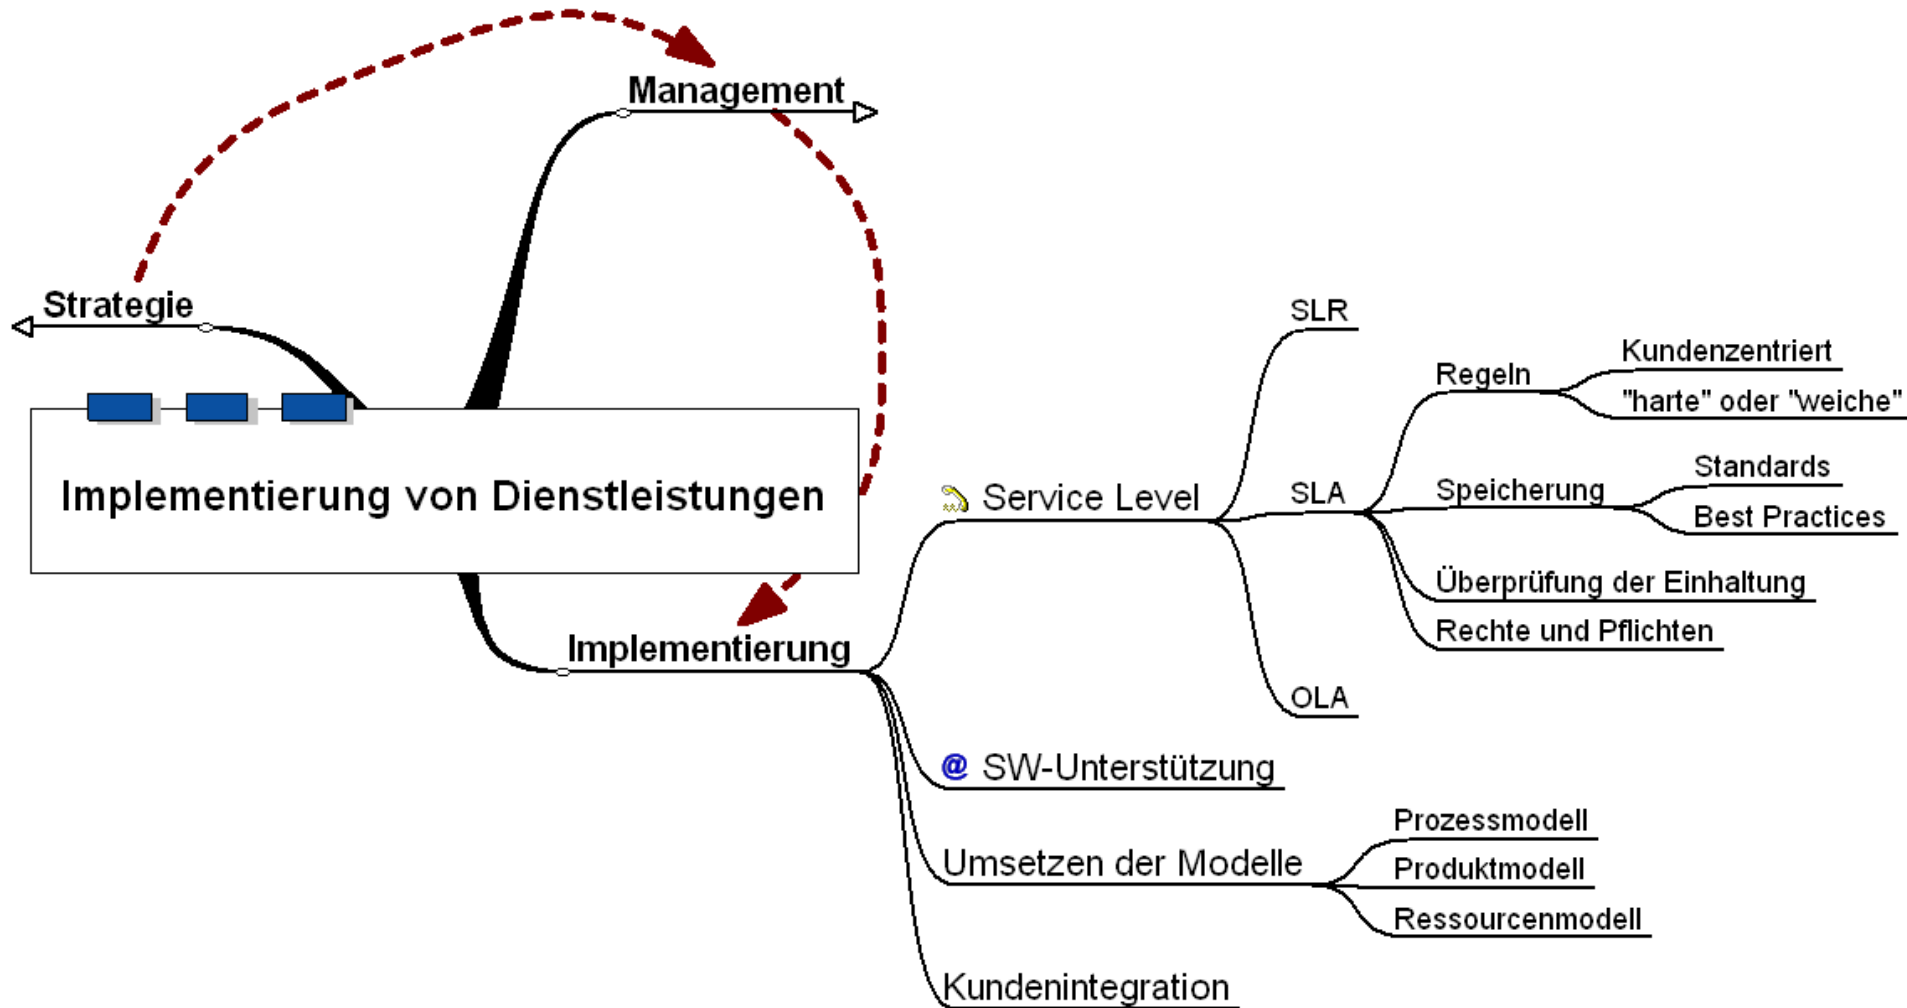 Management
Strategie
Implementierung von Dienstleistungen
Implementierung
Service Level
SLR
SLA
Regeln
Kundenzentriert
"harte" oder "weiche"
Speicherung
Standards
Best Practices
Überprüfung der Einhaltung
Rechte und Pflichten
OLA
@ SW-Unterstützung
Umsetzen der Modelle
Prozessmodell
Produktmodell
Ressourcenmodell
Kundenintegration